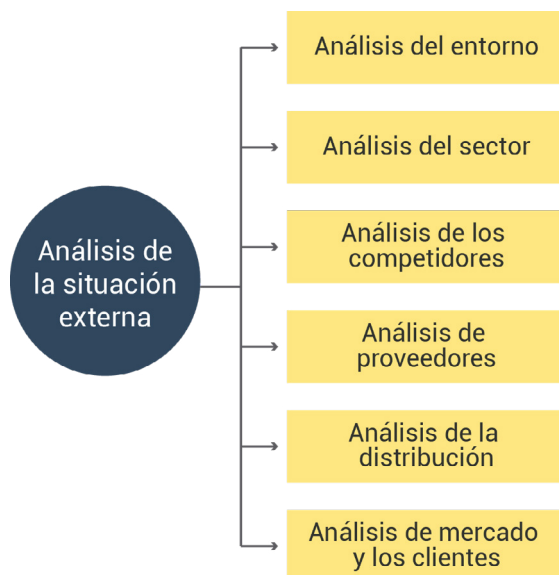 Análisis de
la situación
externa
Análisis del entorno
Análisis del sector
Análisis de los
competidores
Análisis de
proveedores
Análisis de la
distribución
Análisis de mercado
y los clientes